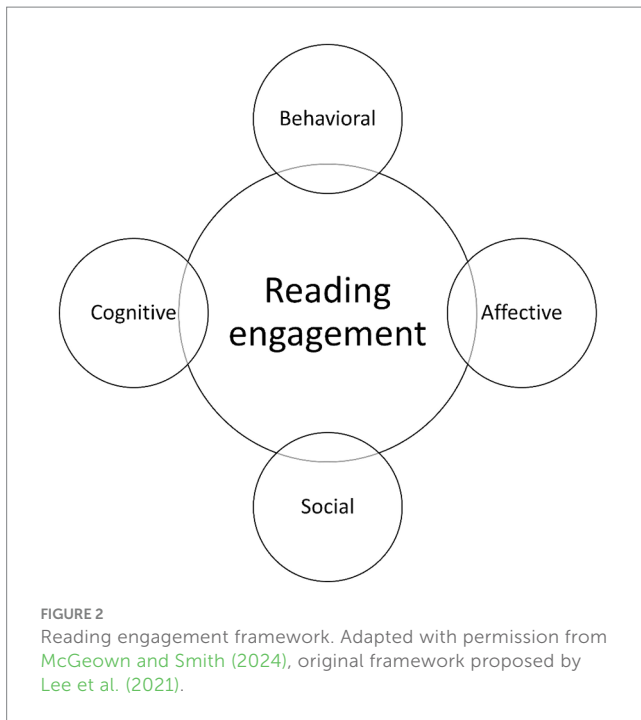 Behavioral
Cognitive
Reading
engagement
Affective
Social
FIGURE 2
Reading engagement framework. Adapted with permission from
McGeown and Smith (2024), original framework proposed by
Lee et al. (2021).